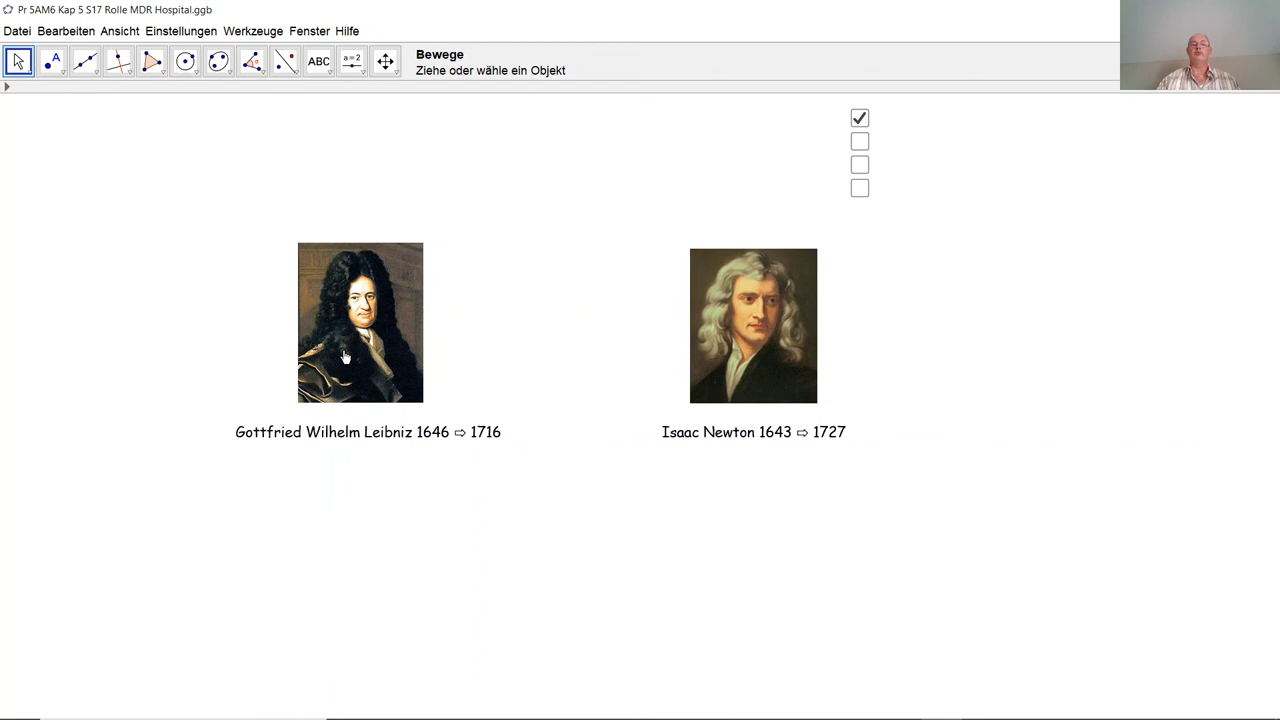 Pr 5AM6 Kap 5 S17 Rolle MDR Hospital.ggb
Datei Bearbeiten Ansicht Einstellungen Werkzeuge Fenster Hilfe
A
ABC
a=2
Bewege
Ziehe oder wähle ein Objekt
Gottfried Wilhelm Leibniz 1646 ⇨ 1716
Isaac Newton 1643 ⇨ 1727